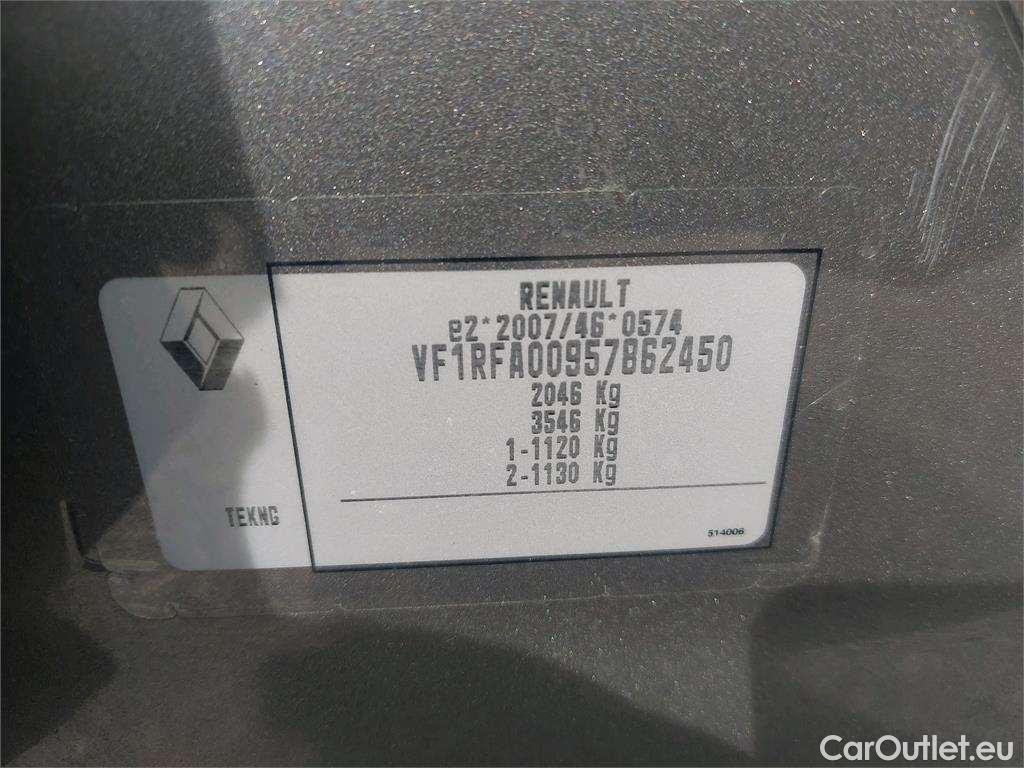 RENAULT
e2*2007/46*0574
VF1RFA00957862450
2046 Kg
3546 Kg
1-1120 Kg
2-1130 Kg
TEKNG
514006
CarOutlet.eu